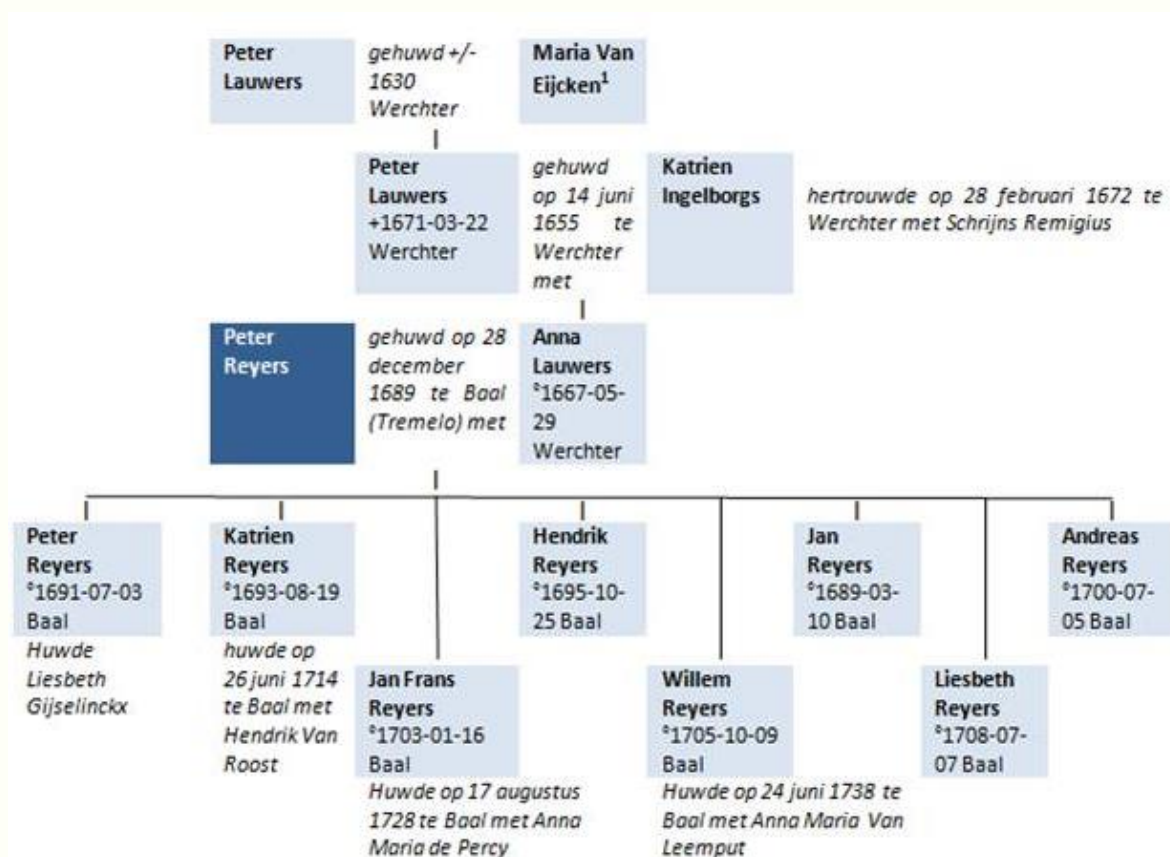 Peter
Lauwers
gehuwd +/-
1630
Werchter
Maria Van
Eijcken¹
Peter
Lauwers
+1671-03-22
Werchter
gehuwd
op 14 juni
1655 te
Werchter
met
Katrien
Ingelborgs
hertrouwde op 28 februari 1672 te
Werchter met Schrijns Remigius
Peter
Reyers
gehuwd op 28
december
1689 te Baal
(Tremelo) met
Anna
Lauwers
°1667-05-
29
Werchter
Peter
Reyers
°1691-07-03
Baal
Huwde
Liesbeth
Gijselinckx
Katrien
Reyers
°1693-08-19
Baal
huwde op
26 juni 1714
te Baal met
Hendrik Van
Roost
Hendrik
Reyers
°1695-10-
25 Baal
Jan
Reyers
°1689-03-
10 Baal
Andreas
Reyers
°1700-07-
05 Baal
Jan Frans
Reyers
°1703-01-16
Baal
Huwde op 17 augustus
1728 te Baal met Anna
Maria de Percy
Willem
Reyers
°1705-10-09
Baal
Huwde op 24 juni 1738 te
Baal met Anna Maria Van
Leemput
Liesbeth
Reyers
°1708-07-
07 Baal